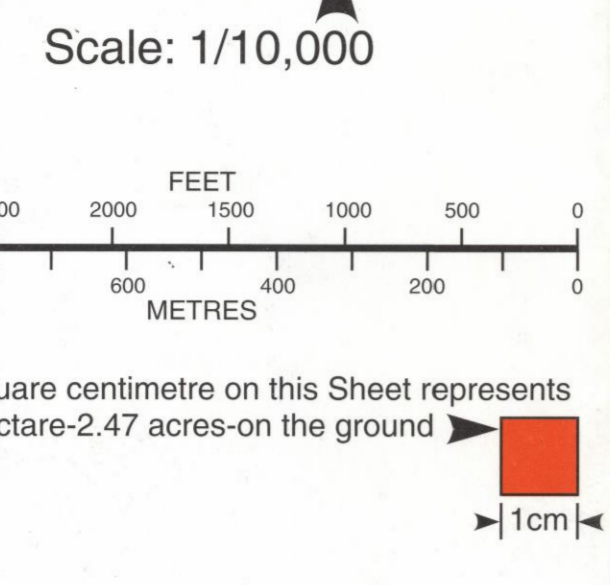 Scale: 1/10,000
FEET
00 2000 1500 1000 500 0
600 400 200 0
METRES
uare centimetre on this Sheet represents
ctare-2.47 acres-on the ground
1cm